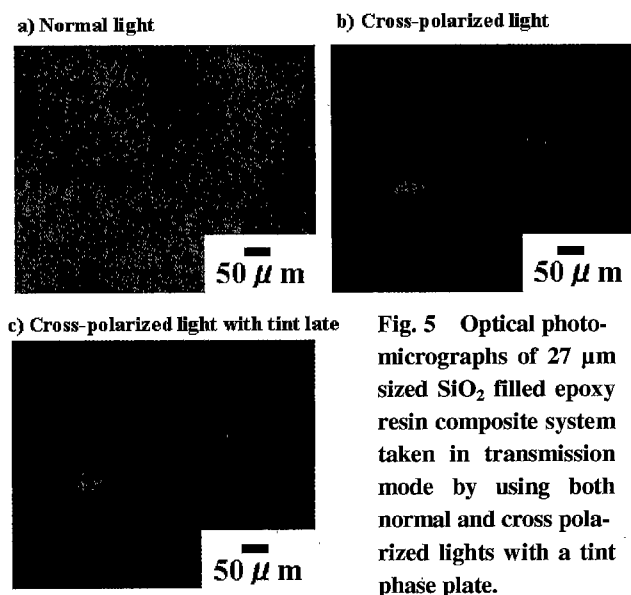 a) Normal light
50 μ m
b) Cross-polarized light
50 μ m
c) Cross-polarized light with tint late
50 μ m
Fig. 5 Optical photo-
micrographs of 27 μm
sized SiO₂ filled epoxy
resin composite system
taken in transmission
mode by using both
normal and cross pola-
rized lights with a tint
phase plate.